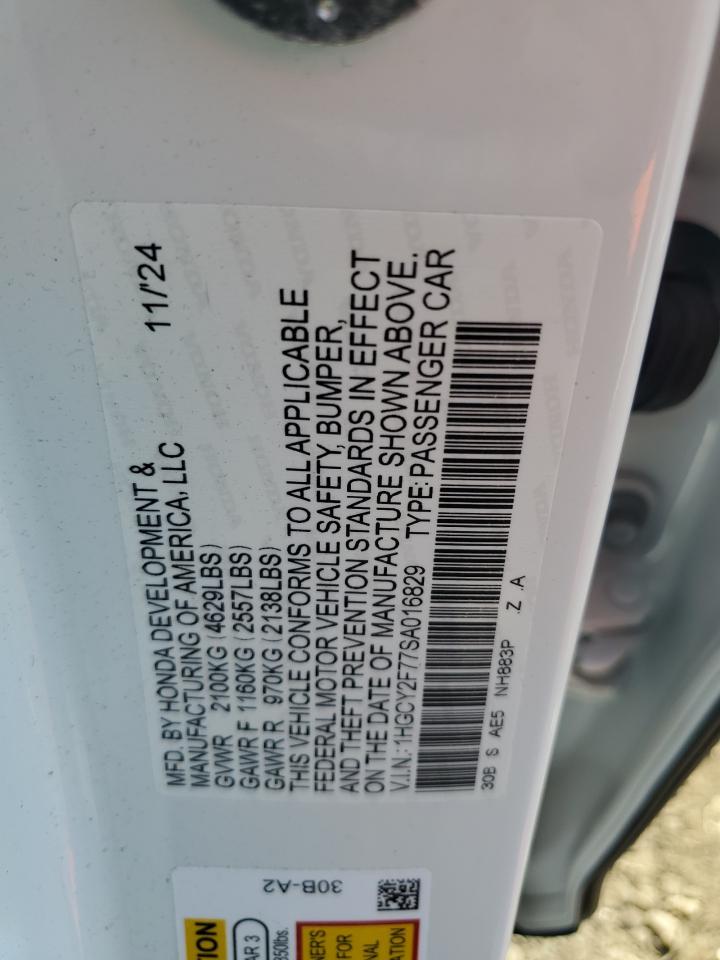 MFD. BY HONDA DEVELOPMENT & 11/'24
MANUFACTURING OF AMERICA, LLC
GVWR 2100KG ( 4629LBS )
GAWR F 1160KG ( 2557LBS )
GAWR R 970KG ( 2138LBS )
THIS VEHICLE CONFORMS TO ALL APPLICABLE
FEDERAL MOTOR VEHICLE SAFETY, BUMPER,
AND THEFT PREVENTION STANDARDS IN EFFECT
ON THE DATE OF MANUFACTURE SHOWN ABOVE.
V.I.N.: 1HGCY2F77SA016829 TYPE: PASSENGER CAR
30B S AE5 NH883P .Z .A
30B-A2